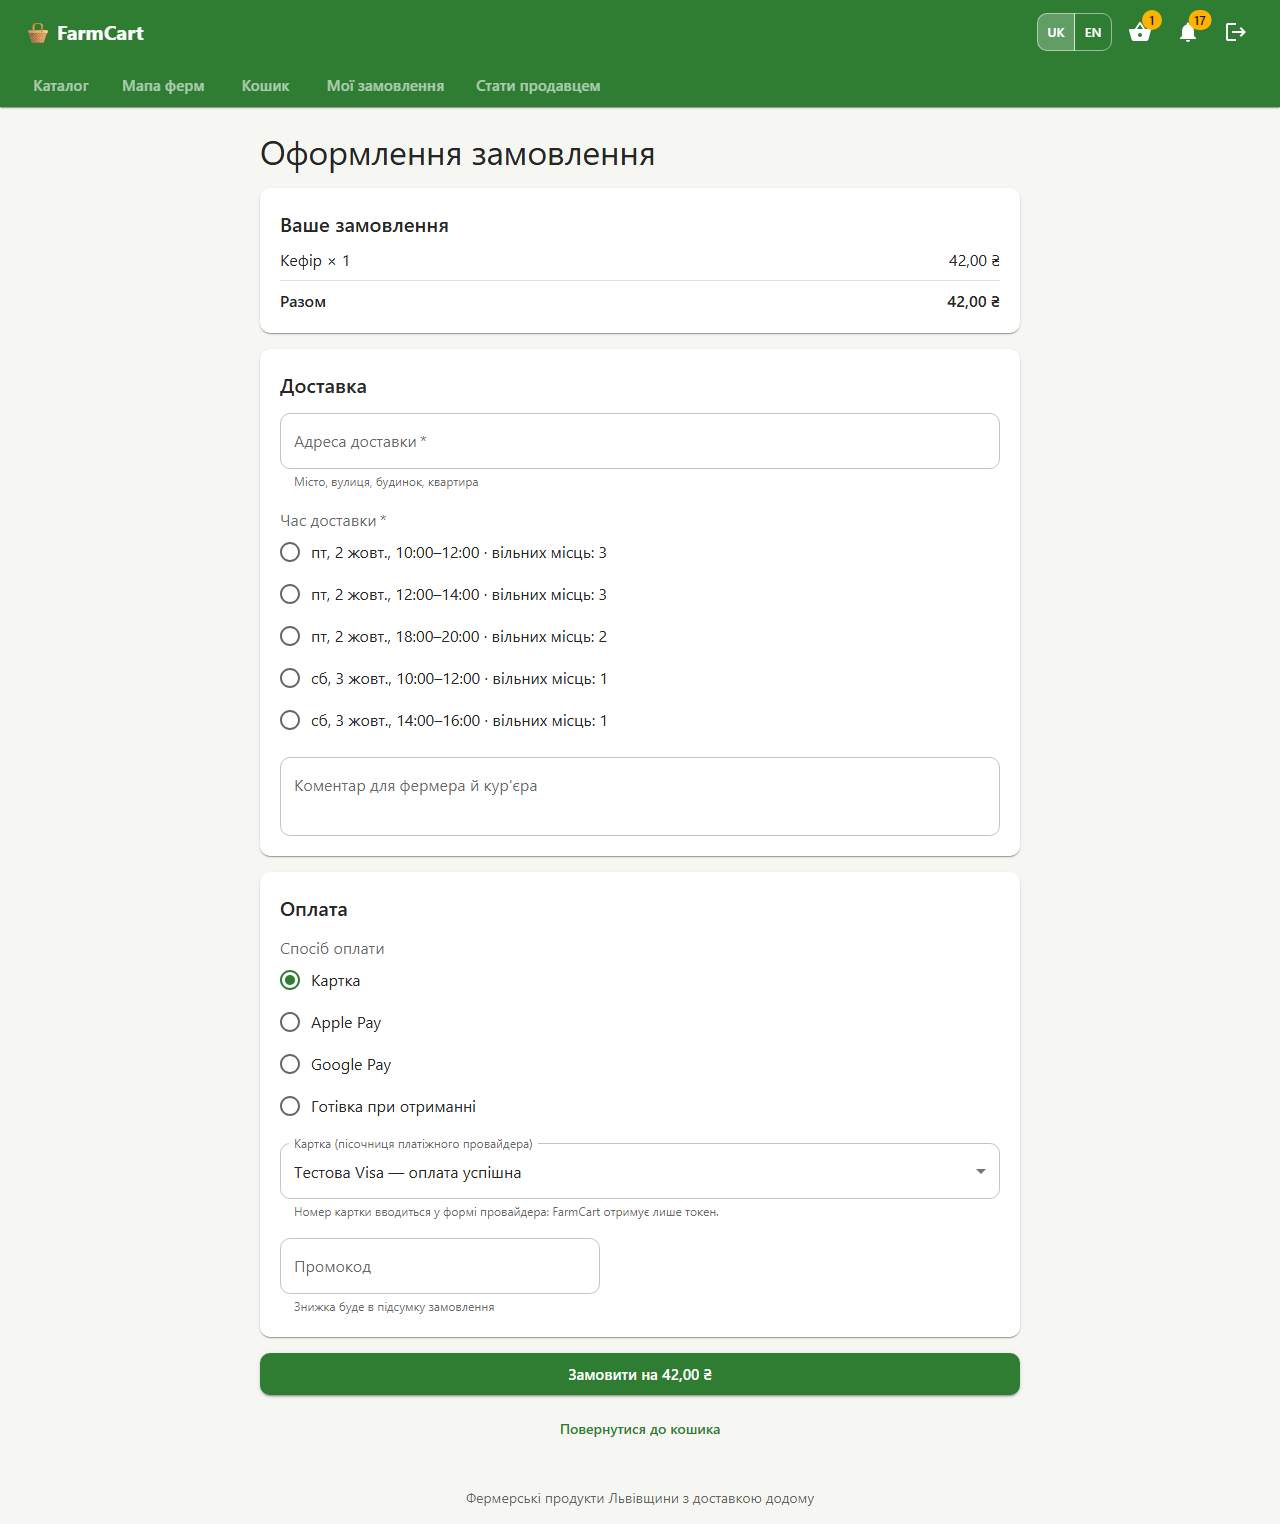 FarmCart
UK EN 1 17
Каталог Мапа ферм Кошик Мої замовлення Стати продавцем
Оформлення замовлення
Ваше замовлення
Кефір × 1 42,00 ₴
Разом 42,00 ₴
Доставка
Адреса доставки *
Місто, вулиця, будинок, квартира
Час доставки *
пт, 2 жовт., 10:00–12:00 · вільних місць: 3
пт, 2 жовт., 12:00–14:00 · вільних місць: 3
пт, 2 жовт., 18:00–20:00 · вільних місць: 2
сб, 3 жовт., 10:00–12:00 · вільних місць: 1
сб, 3 жовт., 14:00–16:00 · вільних місць: 1
Коментар для фермера й кур'єра
Оплата
Спосіб оплати
Картка
Apple Pay
Google Pay
Готівка при отриманні
Картка (пісочниця платіжного провайдера)
Тестова Visa — оплата успішна
Номер картки вводиться у формі провайдера: FarmCart отримує лише токен.
Промокод
Знижка буде в підсумку замовлення
Замовити на 42,00 ₴
Повернутися до кошика
Фермерські продукти Львівщини з доставкою додому